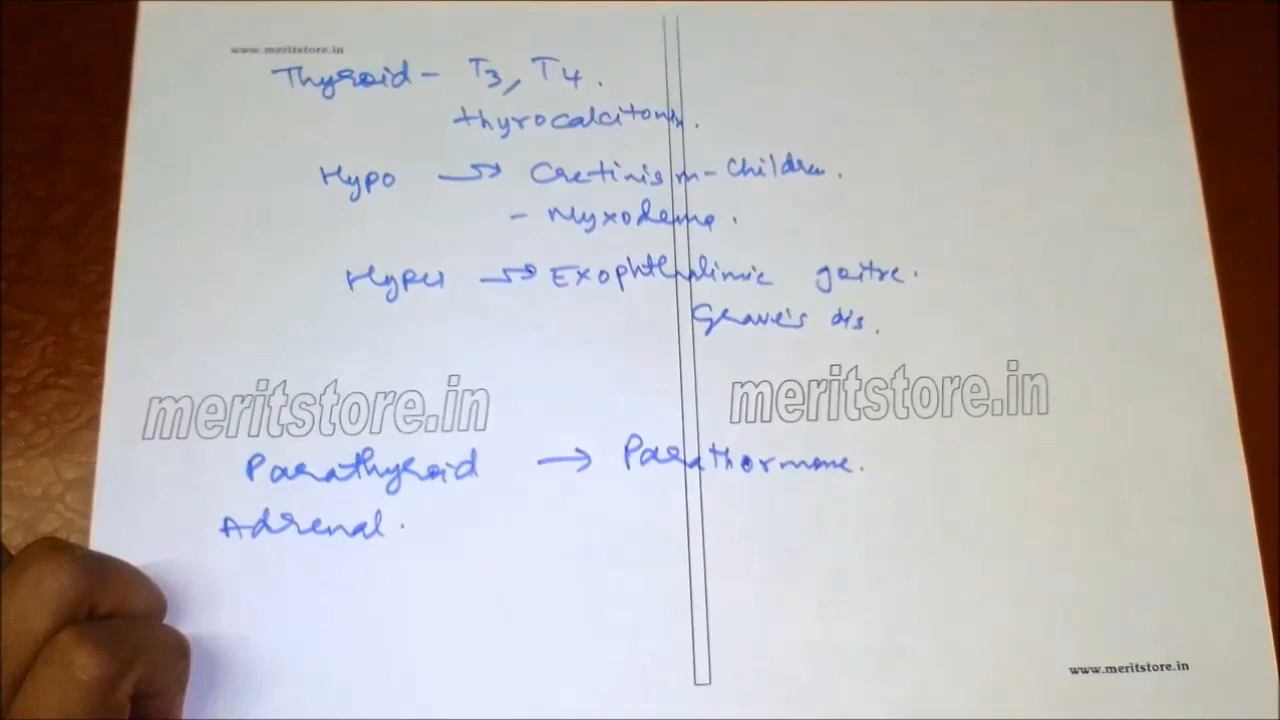 www.meritstore.in
Thyroid - T3, T4.
thyrocalcitonin.
Hypo → Cretinism - Children.
- Myxodema.
Hyper → Exophthalimic goitre.
Grave's dis.
meritstore.in meritstore.in
Parathyroid → Parathormone.
Adrenal.
www.meritstore.in